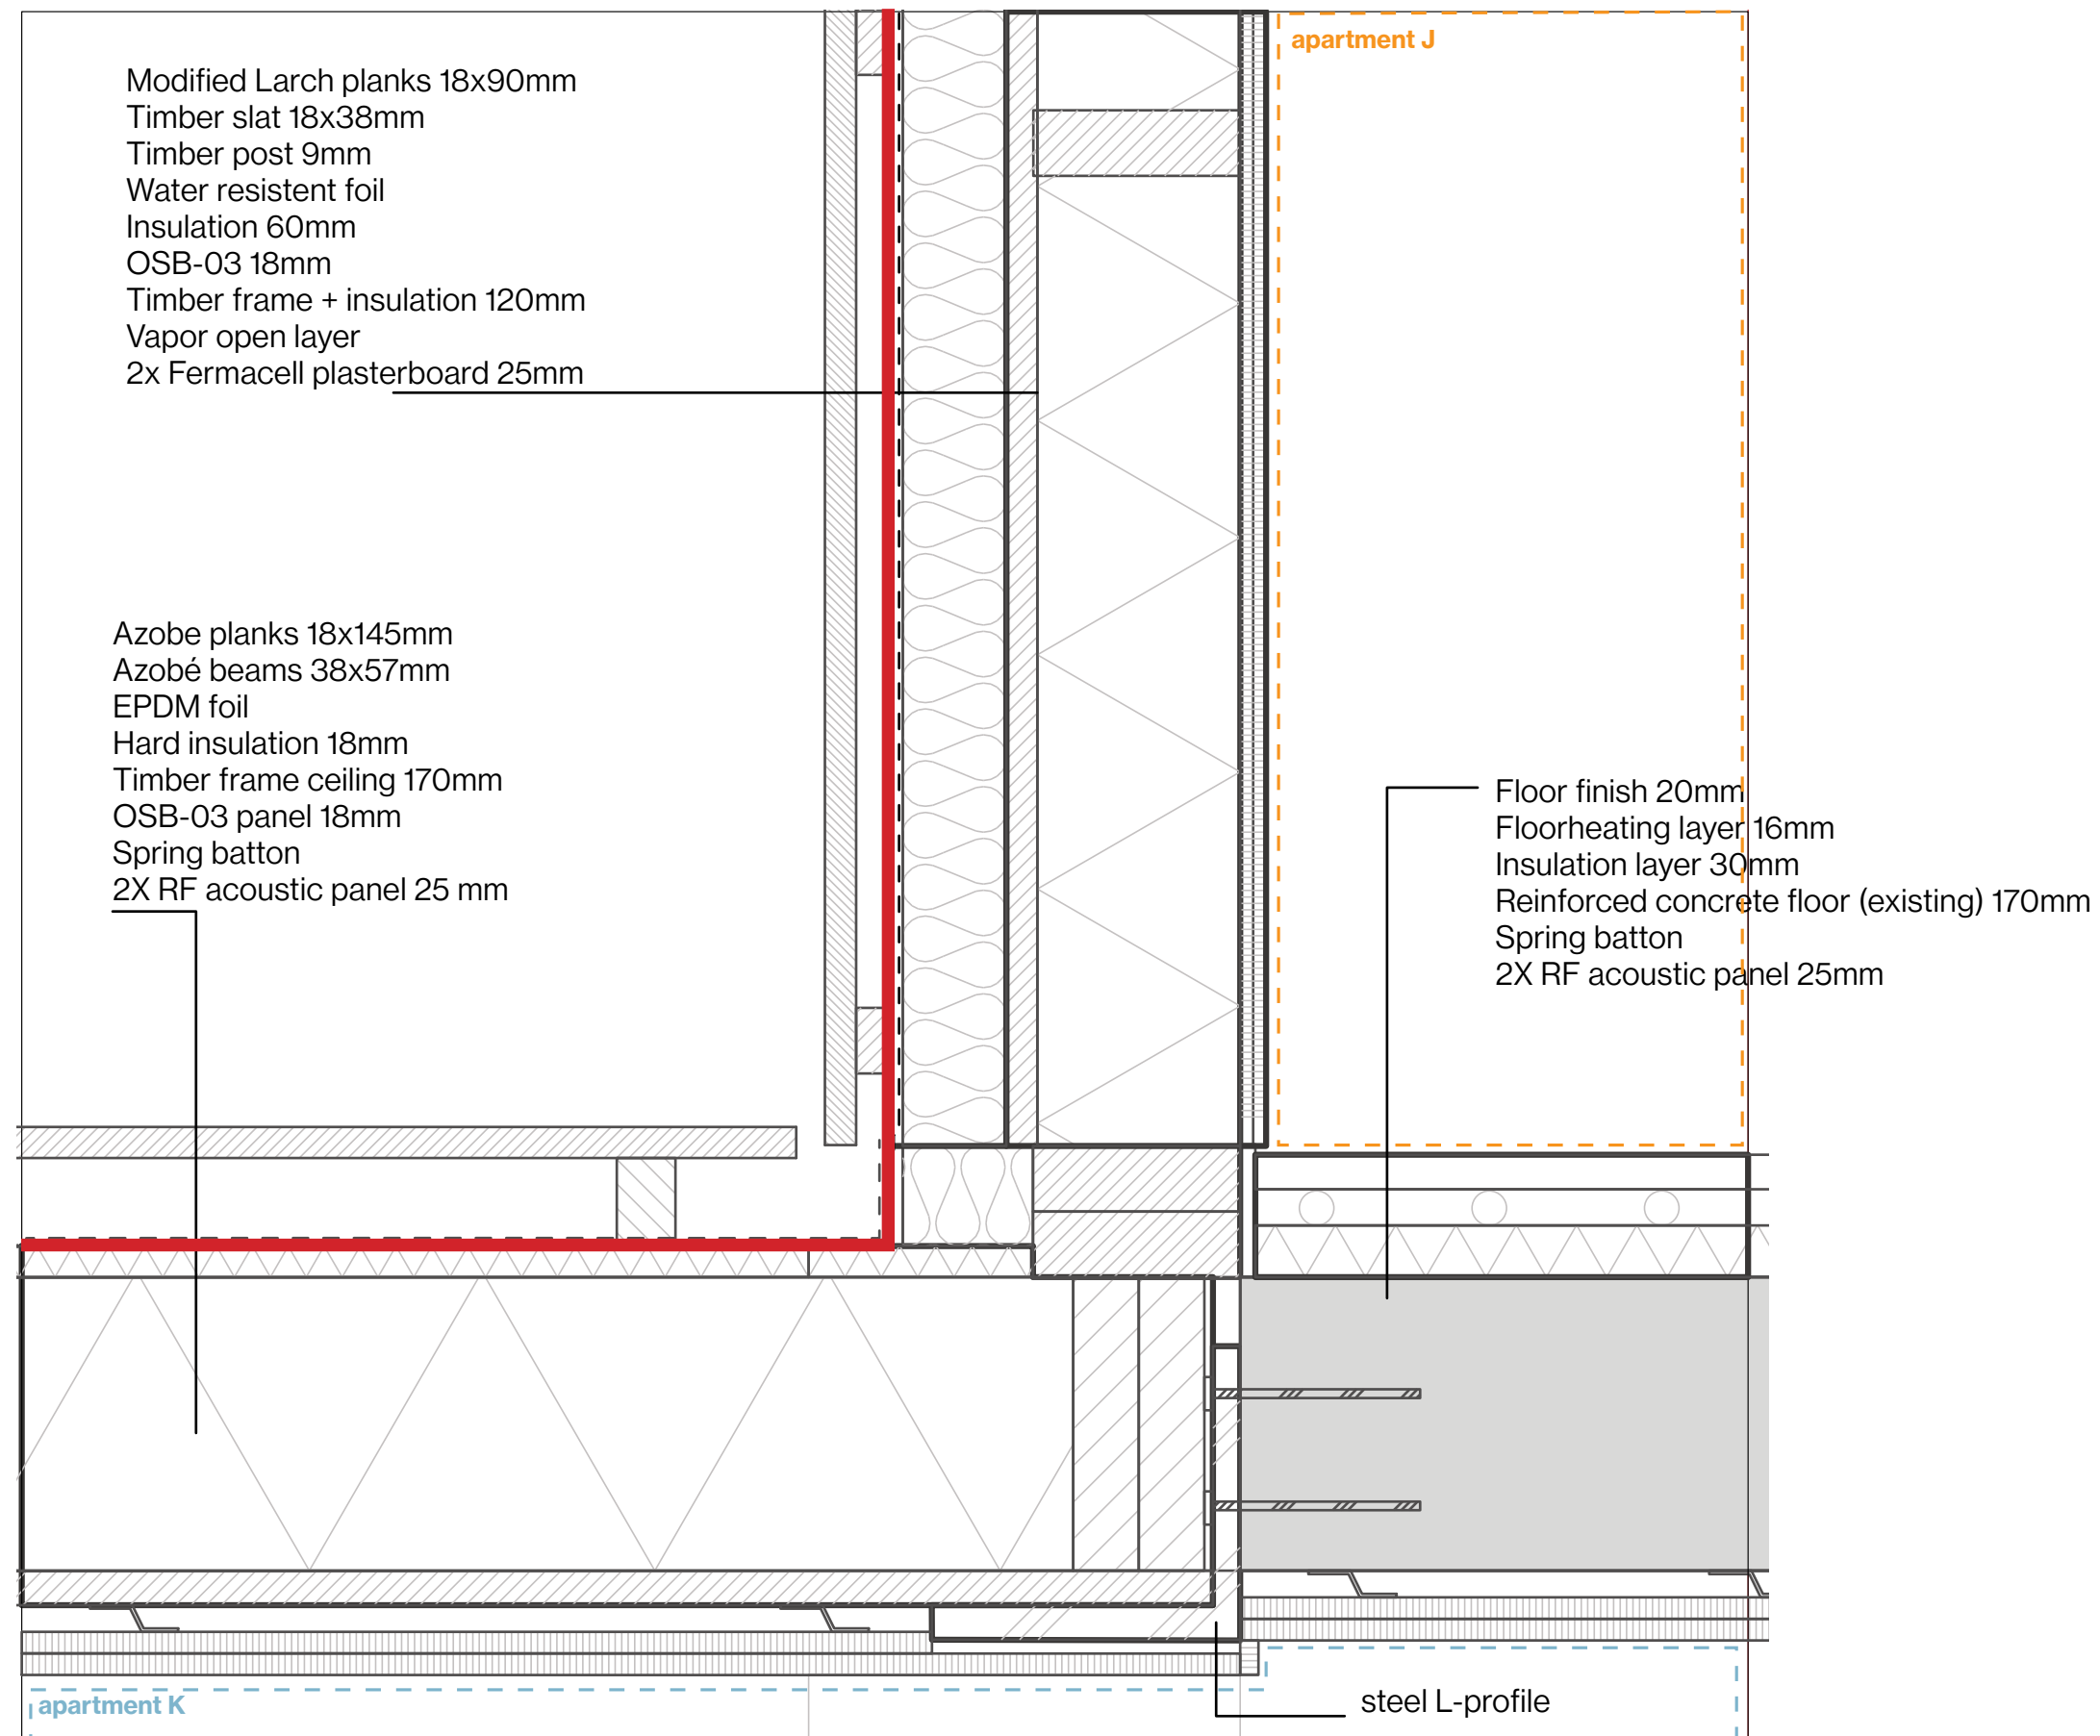 apartment J
Modified Larch planks 18x90mm
Timber slat 18x38mm
Timber post 9mm
Water resistent foil
Insulation 60mm
OSB-03 18mm
Timber frame + insulation 120mm
Vapor open layer
2x Fermacell plasterboard 25mm
Azobe planks 18x145mm
Azobé beams 38x57mm
EPDM foil
Hard insulation 18mm
Timber frame ceiling 170mm
OSB-03 panel 18mm
Spring batton
2X RF acoustic panel 25 mm
Floor finish 20mm
Floorheating layer 16mm
Insulation layer 30mm
Reinforced concrete floor (existing) 170mm
Spring batton
2X RF acoustic panel 25mm
apartment K
steel L-profile